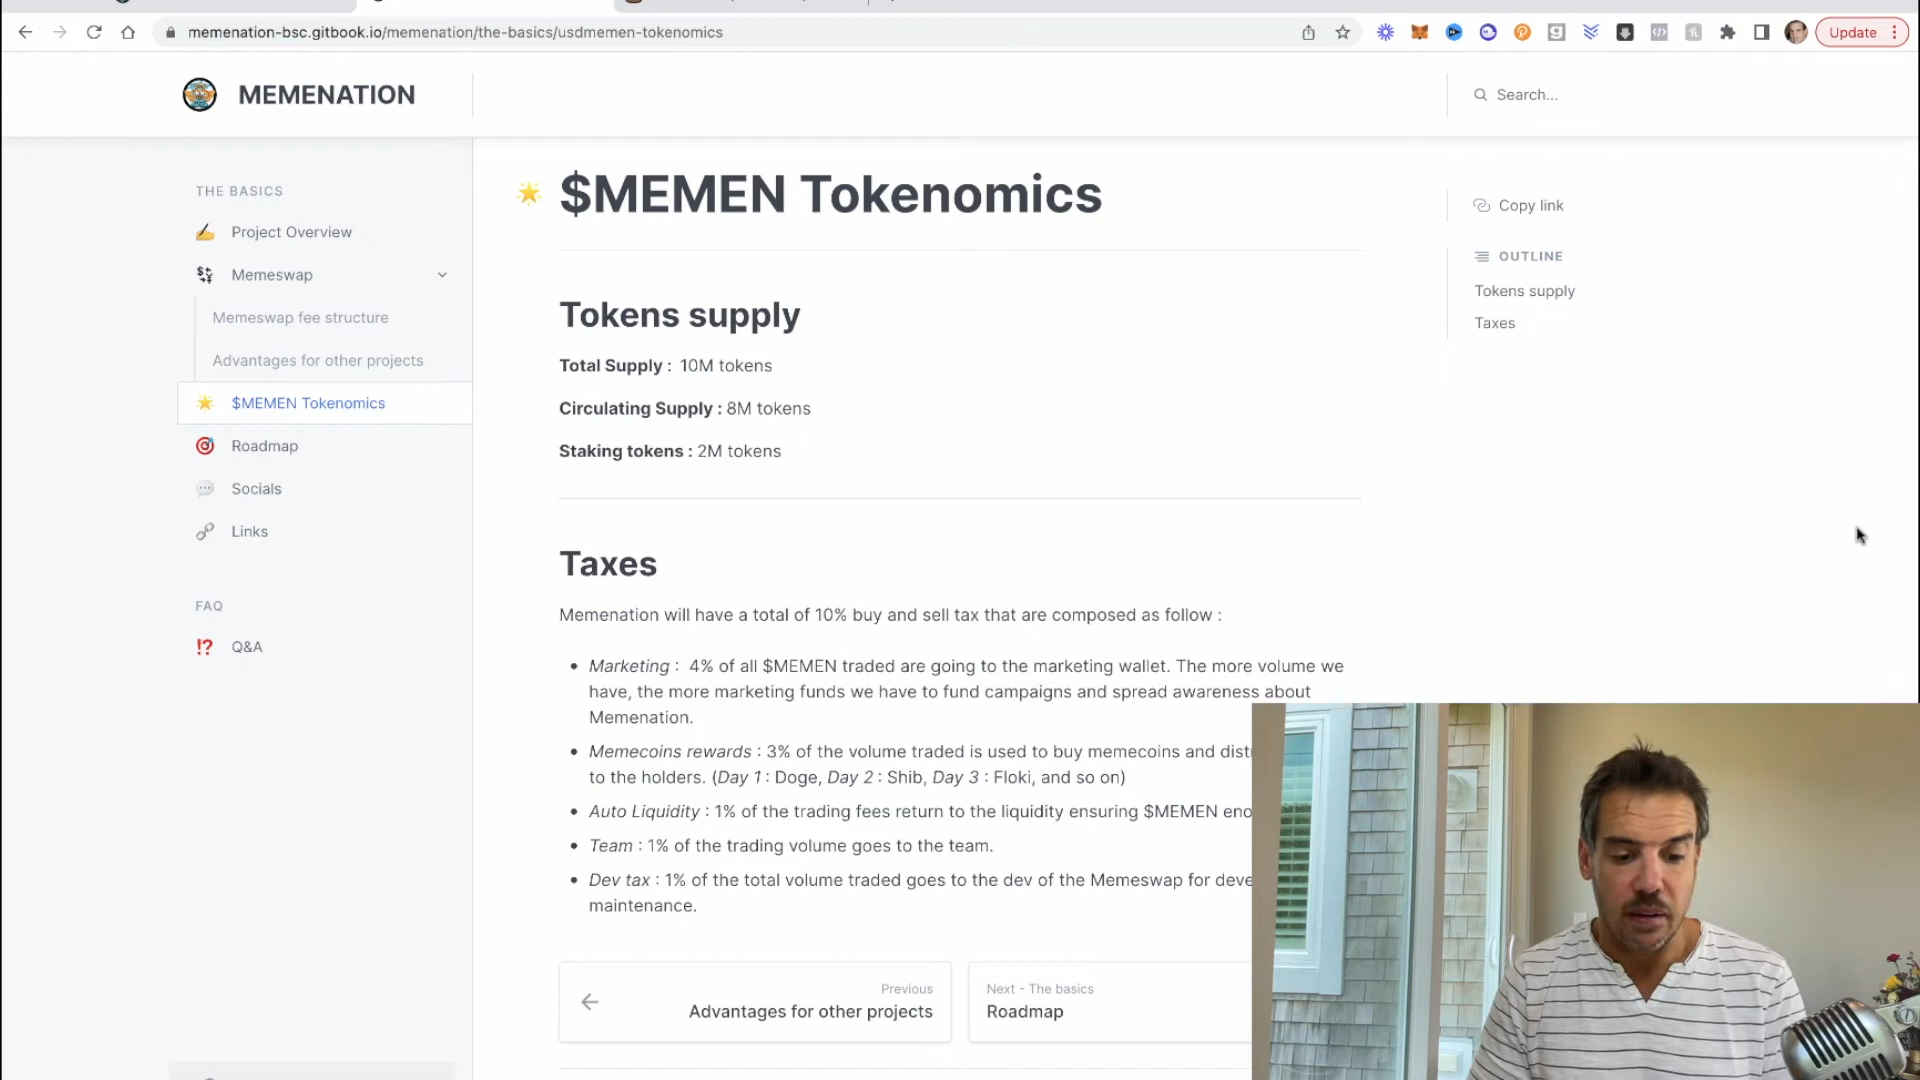 memenation-bsc.gitbook.io/memenation/the-basics/usdmemen-tokenomics
Update
MEMENATION
Search...
THE BASICS
Project Overview
Memeswap
Memeswap fee structure
Advantages for other projects
$MEMEN Tokenomics
Roadmap
Socials
Links
FAQ
Q&A
$MEMEN Tokenomics
Tokens supply
Total Supply : 10M tokens
Circulating Supply : 8M tokens
Staking tokens : 2M tokens
Taxes
Memenation will have a total of 10% buy and sell tax that are composed as follow :
Marketing : 4% of all $MEMEN traded are going to the marketing wallet. The more volume we
have, the more marketing funds we have to fund campaigns and spread awareness about
Memenation.
Memecoins rewards : 3% of the volume traded is used to buy memecoins and distr
to the holders. (Day 1 : Doge, Day 2 : Shib, Day 3 : Floki, and so on)
Auto Liquidity : 1% of the trading fees return to the liquidity ensuring $MEMEN eno
Team : 1% of the trading volume goes to the team.
Dev tax : 1% of the total volume traded goes to the dev of the Memeswap for deve
maintenance.
Previous
Advantages for other projects
Next - The basics
Roadmap
Copy link
OUTLINE
Tokens supply
Taxes